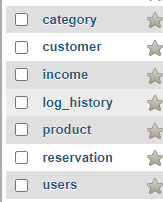 category
customer
income
log_history
product
reservation
users